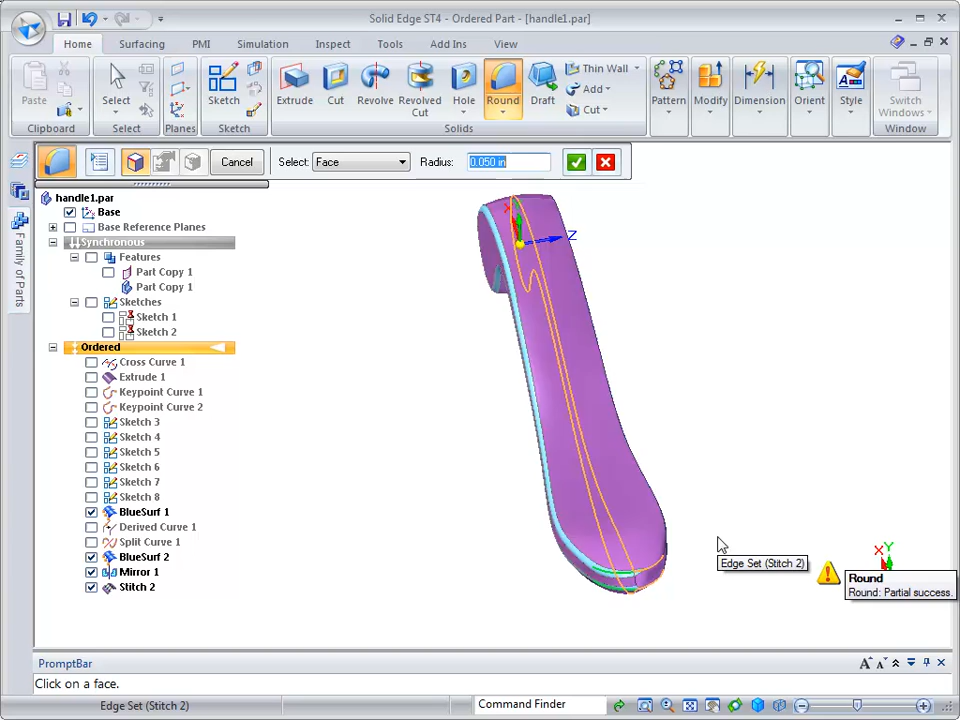 Solid Edge ST4 - Ordered Part - [handle1.par]
Home Surfacing PMI Simulation Inspect Tools Add Ins View
Paste Select Sketch Extrude Cut Revolve Revolved Cut Hole Round Draft Thin Wall Add Cut Pattern Modify Dimension Orient Style Switch Windows
Clipboard Select Planes Sketch Solids Window
Cancel Select: Face Radius: 0.050 in
handle1.par
Base
Base Reference Planes
Synchronous
Features
Part Copy 1
Part Copy 1
Sketches
Sketch 1
Sketch 2
Ordered
Cross Curve 1
Extrude 1
Keypoint Curve 1
Keypoint Curve 2
Sketch 3
Sketch 4
Sketch 5
Sketch 6
Sketch 7
Sketch 8
BlueSurf 1
Derived Curve 1
Split Curve 1
BlueSurf 2
Mirror 1
Stitch 2
Family of Parts
X
Z
Edge Set (Stitch 2)
X Y
Round
Round: Partial success.
PromptBar
Click on a face.
Edge Set (Stitch 2) Command Finder